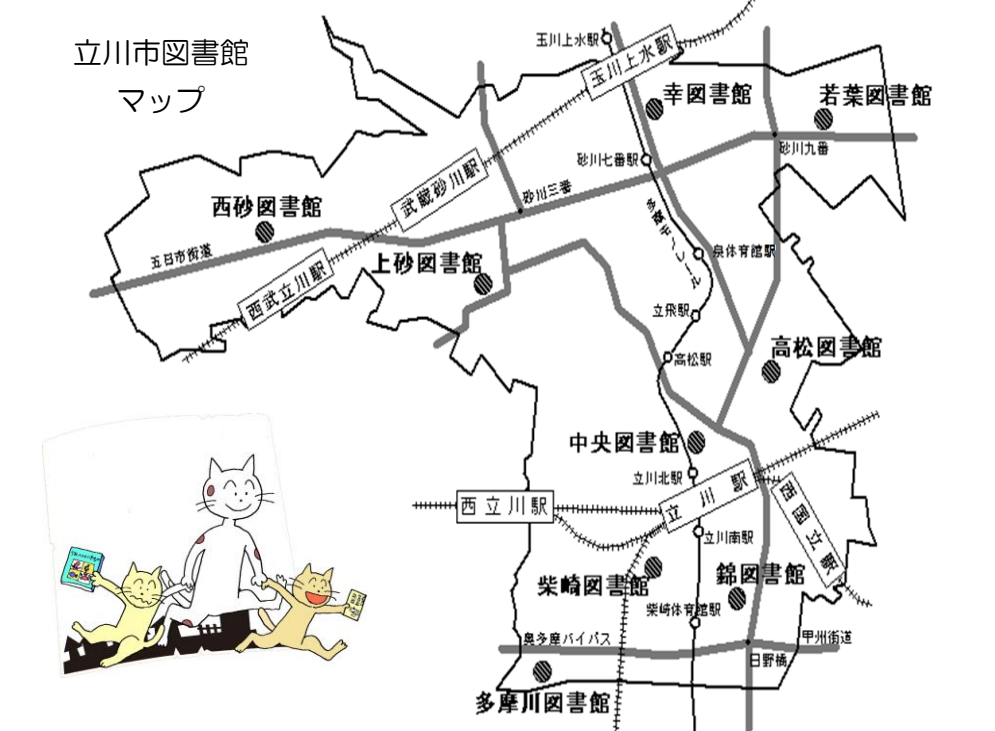 立川市図書館
マップ
玉川上水駅
玉川上水駅
幸図書館
若葉図書館
砂川七番駅
砂川九番
武蔵砂川駅
砂川三番
西砂図書館
多摩モノレール
五日市街道
泉体育館駅
上砂図書館
西武立川駅
立飛駅
高松駅
高松図書館
中央図書館
立川北駅
立川駅
西立川駅
西国立駅
立川南駅
柴崎図書館
錦図書館
柴崎体育館駅
奥多摩バイパス
甲州街道
日野橋
多摩川図書館